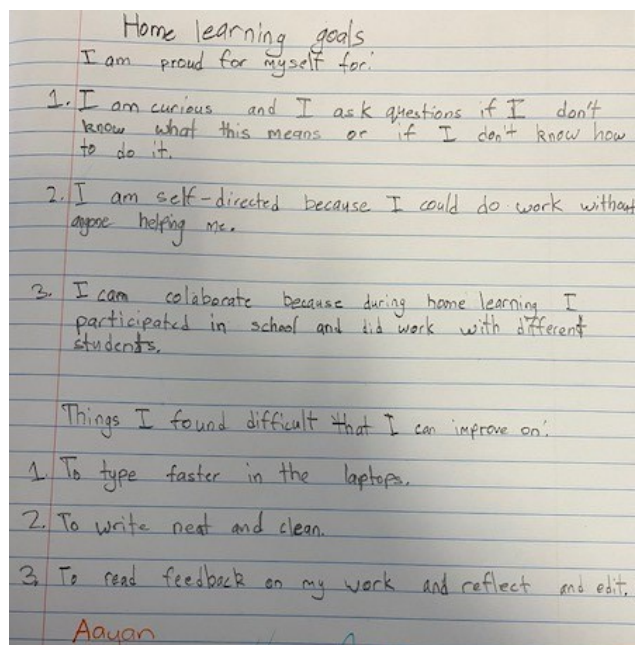 Home learning goals
I am proud for myself for:
1. I am curious and I ask questions if I don't
know what this means or if I don't know how
to do it.
2. I am self-directed because I could do work without
anyone helping me.
3. I can colaborate because during home learning I
participated in school and did work with different
students.
Things I found difficult that I can improve on:
1. To type faster in the laptops.
2. To write neat and clean.
3. To read feedback on my work and reflect and edit.
Aayan